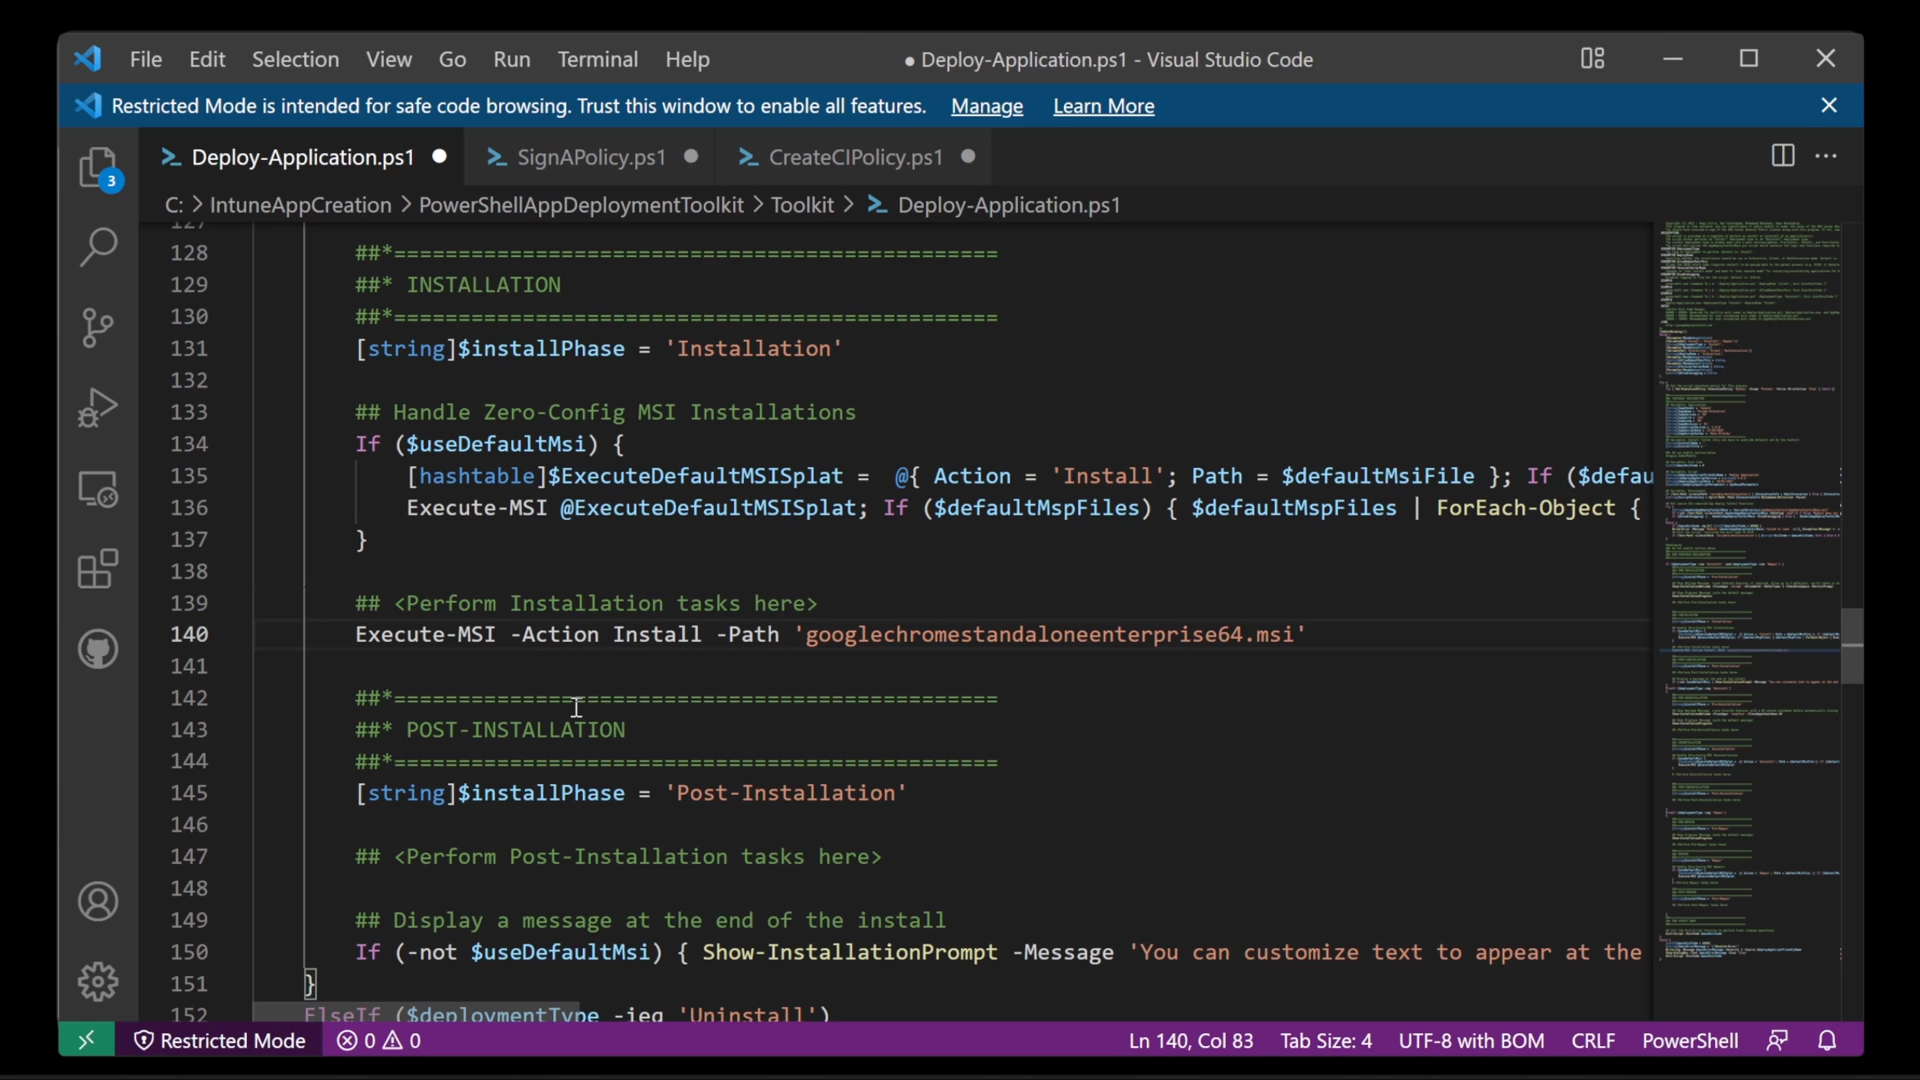 File Edit Selection View Go Run Terminal Help ● Deploy-Application.ps1 - Visual Studio Code
Restricted Mode is intended for safe code browsing. Trust this window to enable all features. Manage Learn More
Deploy-Application.ps1 SignAPolicy.ps1 CreateCIPolicy.ps1
3
C: > IntuneAppCreation > PowerShellAppDeploymentToolkit > Toolkit > Deploy-Application.ps1
127
128 ##*===============================================
129 ##* INSTALLATION
130 ##*===============================================
131 [string]$installPhase = 'Installation'
132
133 ## Handle Zero-Config MSI Installations
134 If ($useDefaultMsi) {
135 [hashtable]$ExecuteDefaultMSISplat = @{ Action = 'Install'; Path = $defaultMsiFile }; If ($defau
136 Execute-MSI @ExecuteDefaultMSISplat; If ($defaultMspFiles) { $defaultMspFiles | ForEach-Object {
137 }
138
139 ## <Perform Installation tasks here>
140 Execute-MSI -Action Install -Path 'googlechromestandaloneenterprise64.msi'
141
142 ##*===============================================
143 ##* POST-INSTALLATION
144 ##*===============================================
145 [string]$installPhase = 'Post-Installation'
146
147 ## <Perform Post-Installation tasks here>
148
149 ## Display a message at the end of the install
150 If (-not $useDefaultMsi) { Show-InstallationPrompt -Message 'You can customize text to appear at the
151 }
152 ElseIf ($deploymentType -ieq 'Uninstall')
Restricted Mode 0 0 Ln 140, Col 83 Tab Size: 4 UTF-8 with BOM CRLF PowerShell